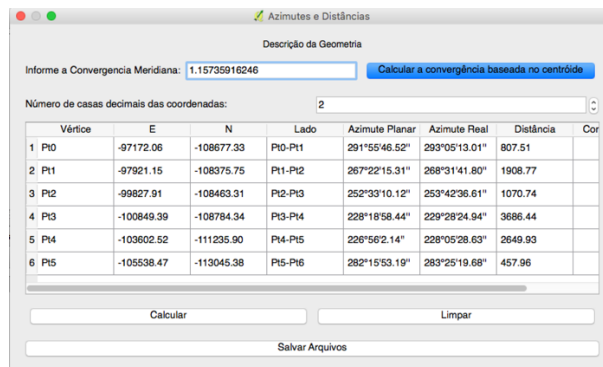 Azimutes e Distâncias
Descrição da Geometria
Informe a Convergencia Meridiana: 1.15735916246 Calcular a convergência baseada no centróide
Número de casas decimais das coordenadas: 2
Vértice E N Lado Azimute Planar Azimute Real Distância Cor
1 Pt0 -97172.06 -108677.33 Pt0-Pt1 291°55'46.52" 293°05'13.01" 807.51
2 Pt1 -97921.15 -108375.75 Pt1-Pt2 267°22'15.31" 268°31'41.80" 1908.77
3 Pt2 -99827.91 -108463.31 Pt2-Pt3 252°33'10.12" 253°42'36.61" 1070.74
4 Pt3 -100849.39 -108784.34 Pt3-Pt4 228°18'58.44" 229°28'24.94" 3686.44
5 Pt4 -103602.52 -111235.90 Pt4-Pt5 226°56'2.14" 228°05'28.63" 2649.93
6 Pt5 -105538.47 -113045.38 Pt5-Pt6 282°15'53.19" 283°25'19.68" 457.96
Calcular Limpar
Salvar Arquivos